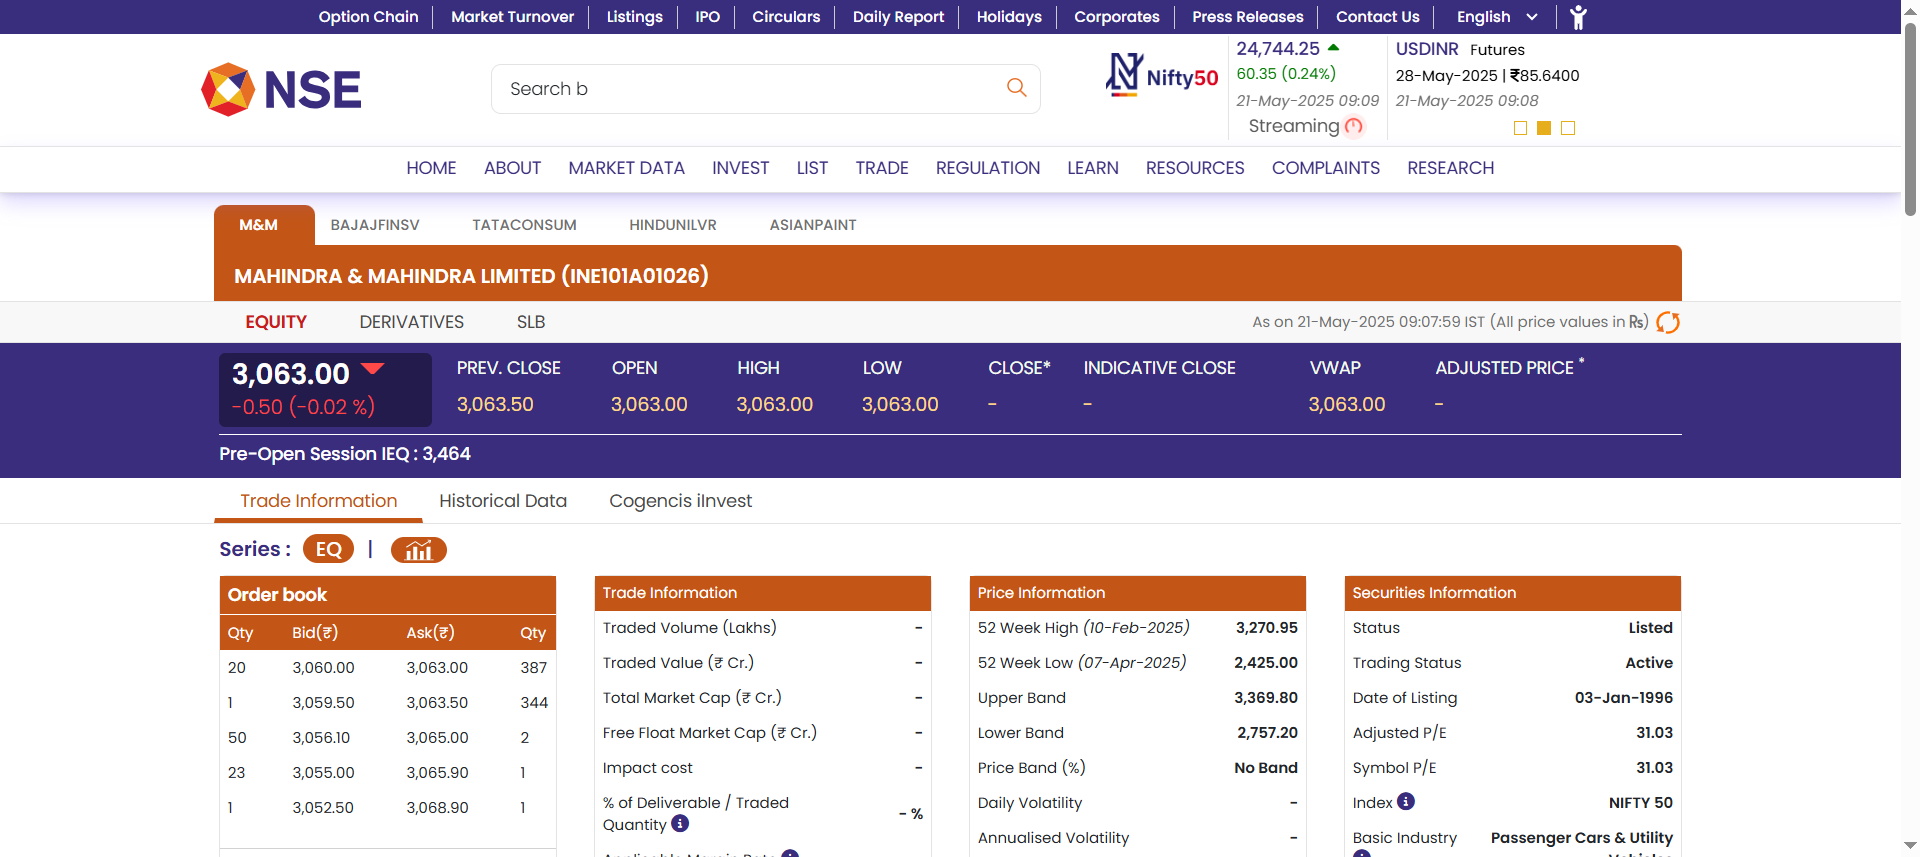 Option Chain Market Turnover Listings IPO Circulars Daily Report Holidays Corporates Press Releases Contact Us English
NSE
Search b
Nifty50
24,744.25
60.35 (0.24%)
21-May-2025 09:09
Streaming
USDINR Futures
28-May-2025 | ₹85.6400
21-May-2025 09:08
HOME ABOUT MARKET DATA INVEST LIST TRADE REGULATION LEARN RESOURCES COMPLAINTS RESEARCH
M&M BAJAJFINSV TATACONSUM HINDUNILVR ASIANPAINT
MAHINDRA & MAHINDRA LIMITED (INE101A01026)
EQUITY DERIVATIVES SLB As on 21-May-2025 09:07:59 IST (All price values in ₨)
3,063.00
-0.50 (-0.02 %)
PREV. CLOSE OPEN HIGH LOW CLOSE* INDICATIVE CLOSE VWAP ADJUSTED PRICE *
3,063.50 3,063.00 3,063.00 3,063.00 - - 3,063.00 -
Pre-Open Session IEQ : 3,464
Trade Information Historical Data Cogencis iInvest
Series : EQ |
Order book
Qty Bid(₹) Ask(₹) Qty
20 3,060.00 3,063.00 387
1 3,059.50 3,063.50 344
50 3,056.10 3,065.00 2
23 3,055.00 3,065.90 1
1 3,052.50 3,068.90 1
Trade Information
Traded Volume (Lakhs) -
Traded Value (₹ Cr.) -
Total Market Cap (₹ Cr.) -
Free Float Market Cap (₹ Cr.) -
Impact cost -
% of Deliverable / Traded
Quantity - %
Applicable Margin Rate
Price Information
52 Week High (10-Feb-2025) 3,270.95
52 Week Low (07-Apr-2025) 2,425.00
Upper Band 3,369.80
Lower Band 2,757.20
Price Band (%) No Band
Daily Volatility -
Annualised Volatility -
Securities Information
Status Listed
Trading Status Active
Date of Listing 03-Jan-1996
Adjusted P/E 31.03
Symbol P/E 31.03
Index NIFTY 50
Basic Industry Passenger Cars & Utility
Vehicles